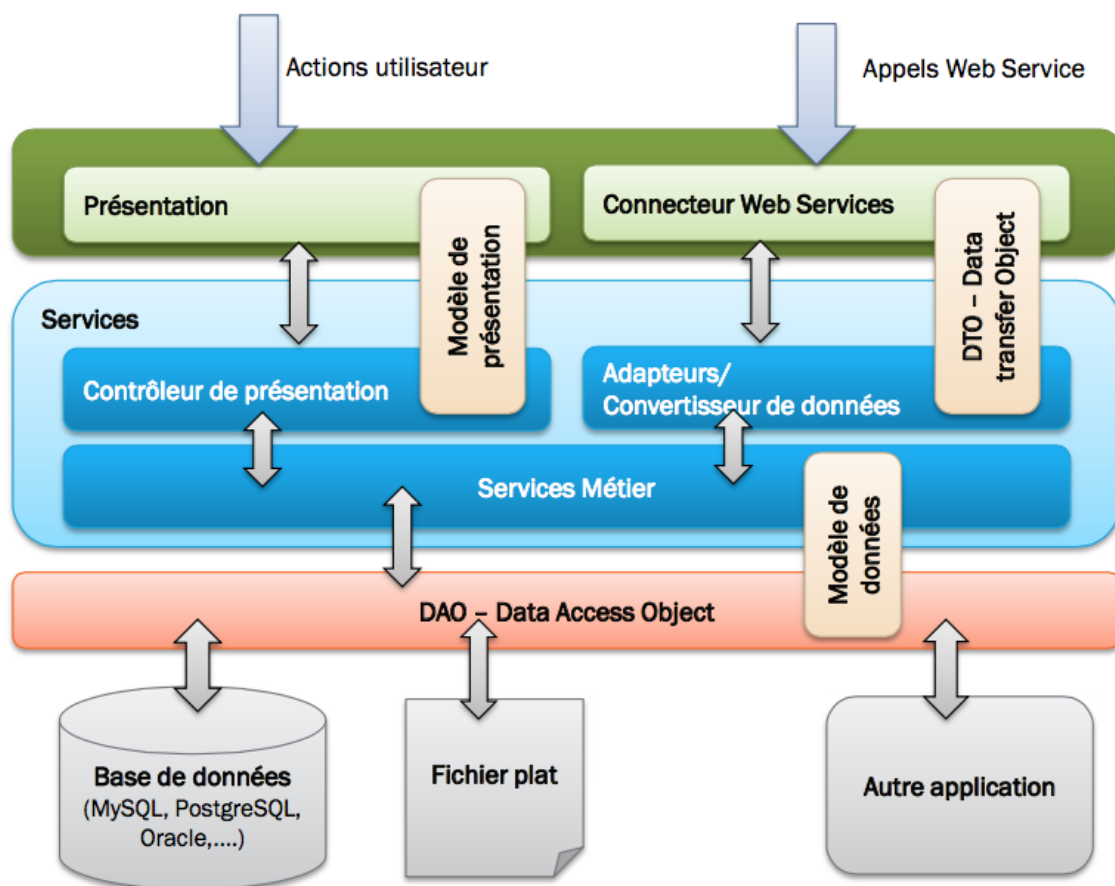 Actions utilisateur
Appels Web Service
Présentation
Modèle de
présentation
Connecteur Web Services
DTO – Data
transfer Object
Services
Contrôleur de présentation
Adapteurs/
Convertisseur de données
Services Métier
Modèle de
données
DAO – Data Access Object
Base de données
(MySQL, PostgreSQL,
Oracle,....)
Fichier plat
Autre application